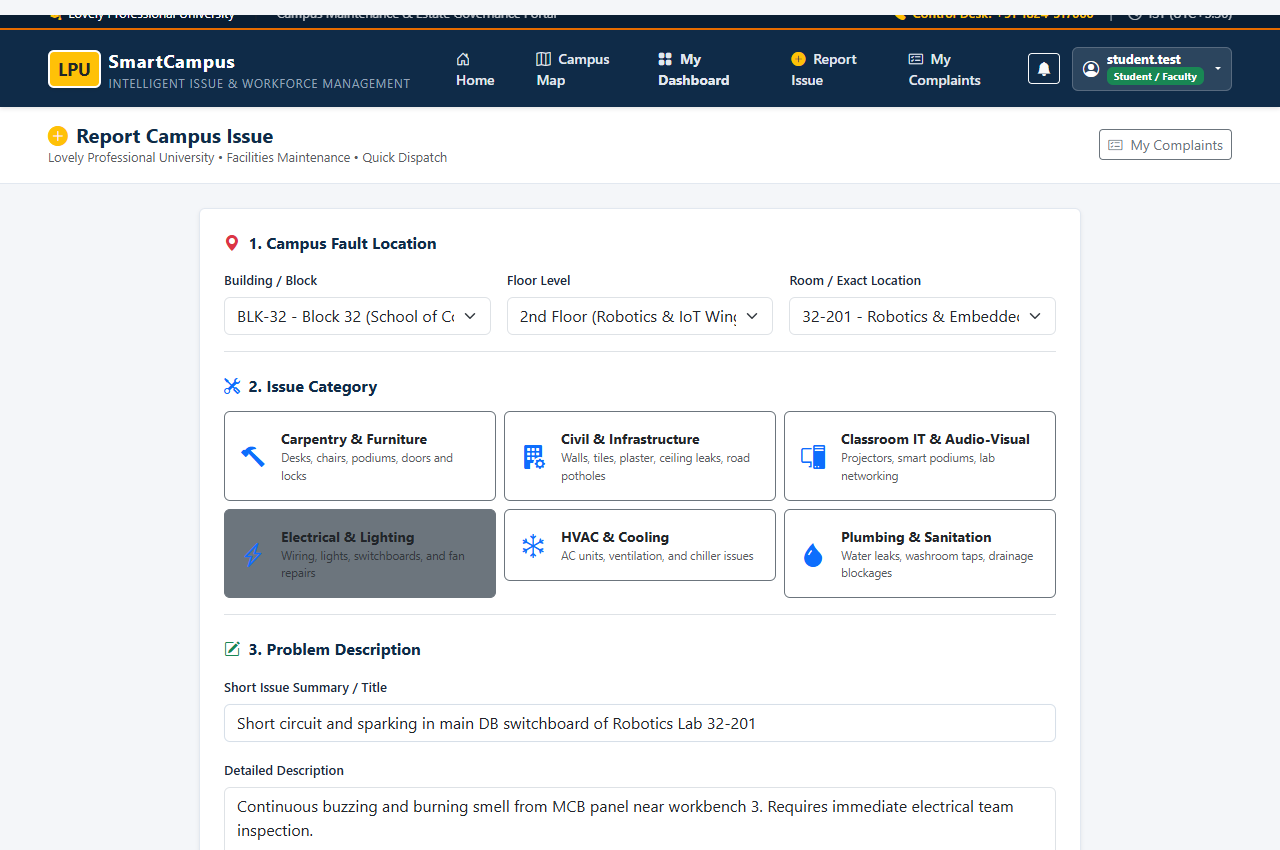 Lovely Professional University
Campus Maintenance & Estate Governance Portal
LPU
SmartCampus
INTELLIGENT ISSUE & WORKFORCE MANAGEMENT
Home
Campus Map
My Dashboard
Report Issue
My Complaints
student.test
Student / Faculty
Report Campus Issue
Lovely Professional University • Facilities Maintenance • Quick Dispatch
My Complaints
1. Campus Fault Location
Building / Block
Floor Level
Room / Exact Location
BLK-32 - Block 32 (School of Co
2nd Floor (Robotics & IoT Wing
32-201 - Robotics & Embedded
2. Issue Category
Carpentry & Furniture
Desks, chairs, podiums, doors and
locks
Civil & Infrastructure
Walls, tiles, plaster, ceiling leaks, road
potholes
Classroom IT & Audio-Visual
Projectors, smart podiums, lab
networking
Electrical & Lighting
Wiring, lights, switchboards, and fan
repairs
HVAC & Cooling
AC units, ventilation, and chiller issues
Plumbing & Sanitation
Water leaks, washroom taps, drainage
blockages
3. Problem Description
Short Issue Summary / Title
Short circuit and sparking in main DB switchboard of Robotics Lab 32-201
Detailed Description
Continuous buzzing and burning smell from MCB panel near workbench 3. Requires immediate electrical team
inspection.